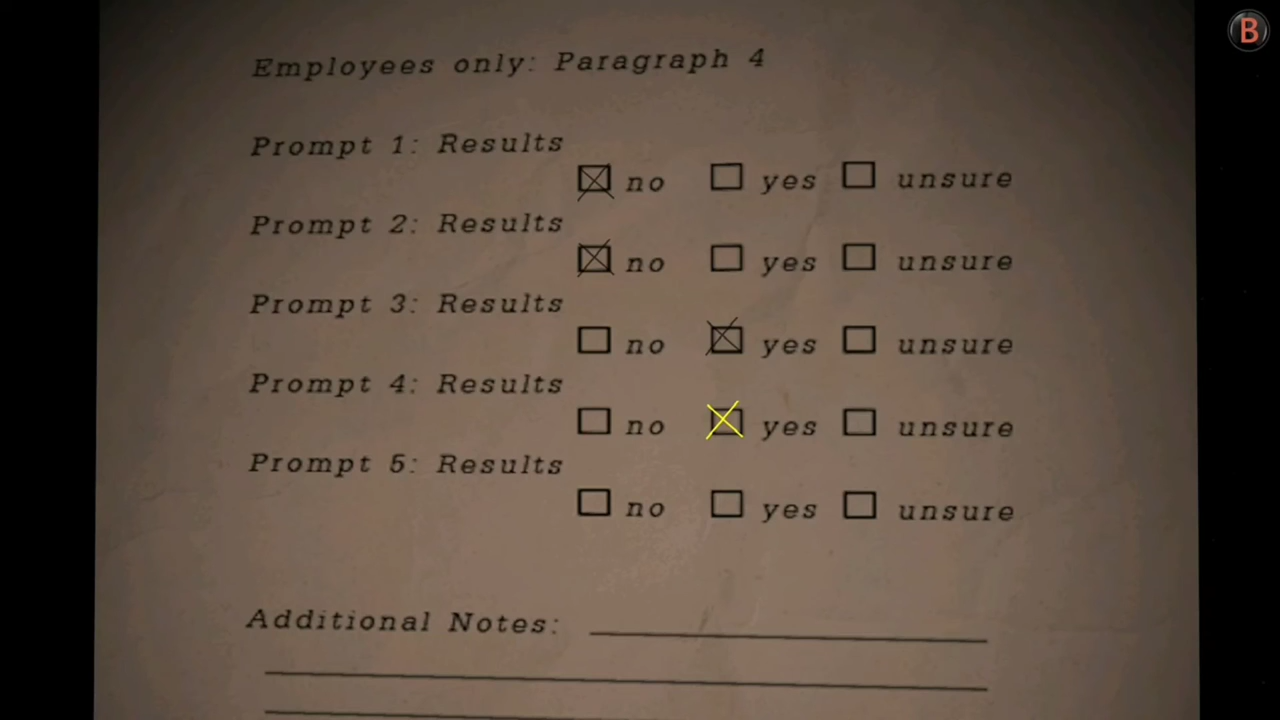 B
Employees only: Paragraph 4
Prompt 1: Results
no yes unsure
Prompt 2: Results
no yes unsure
Prompt 3: Results
no yes unsure
Prompt 4: Results
no yes unsure
Prompt 5: Results
no yes unsure
Additional Notes: